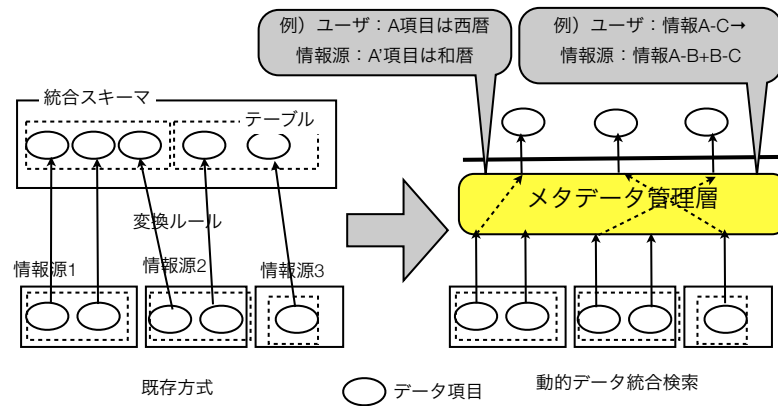 例）ユーザ：A項目は西暦
情報源：A'項目は和暦
例）ユーザ：情報A-C→
情報源：情報A-B+B-C
統合スキーマ
テーブル
変換ルール
メタデータ管理層
情報源1
情報源2
情報源3
既存方式
データ項目
動的データ統合検索